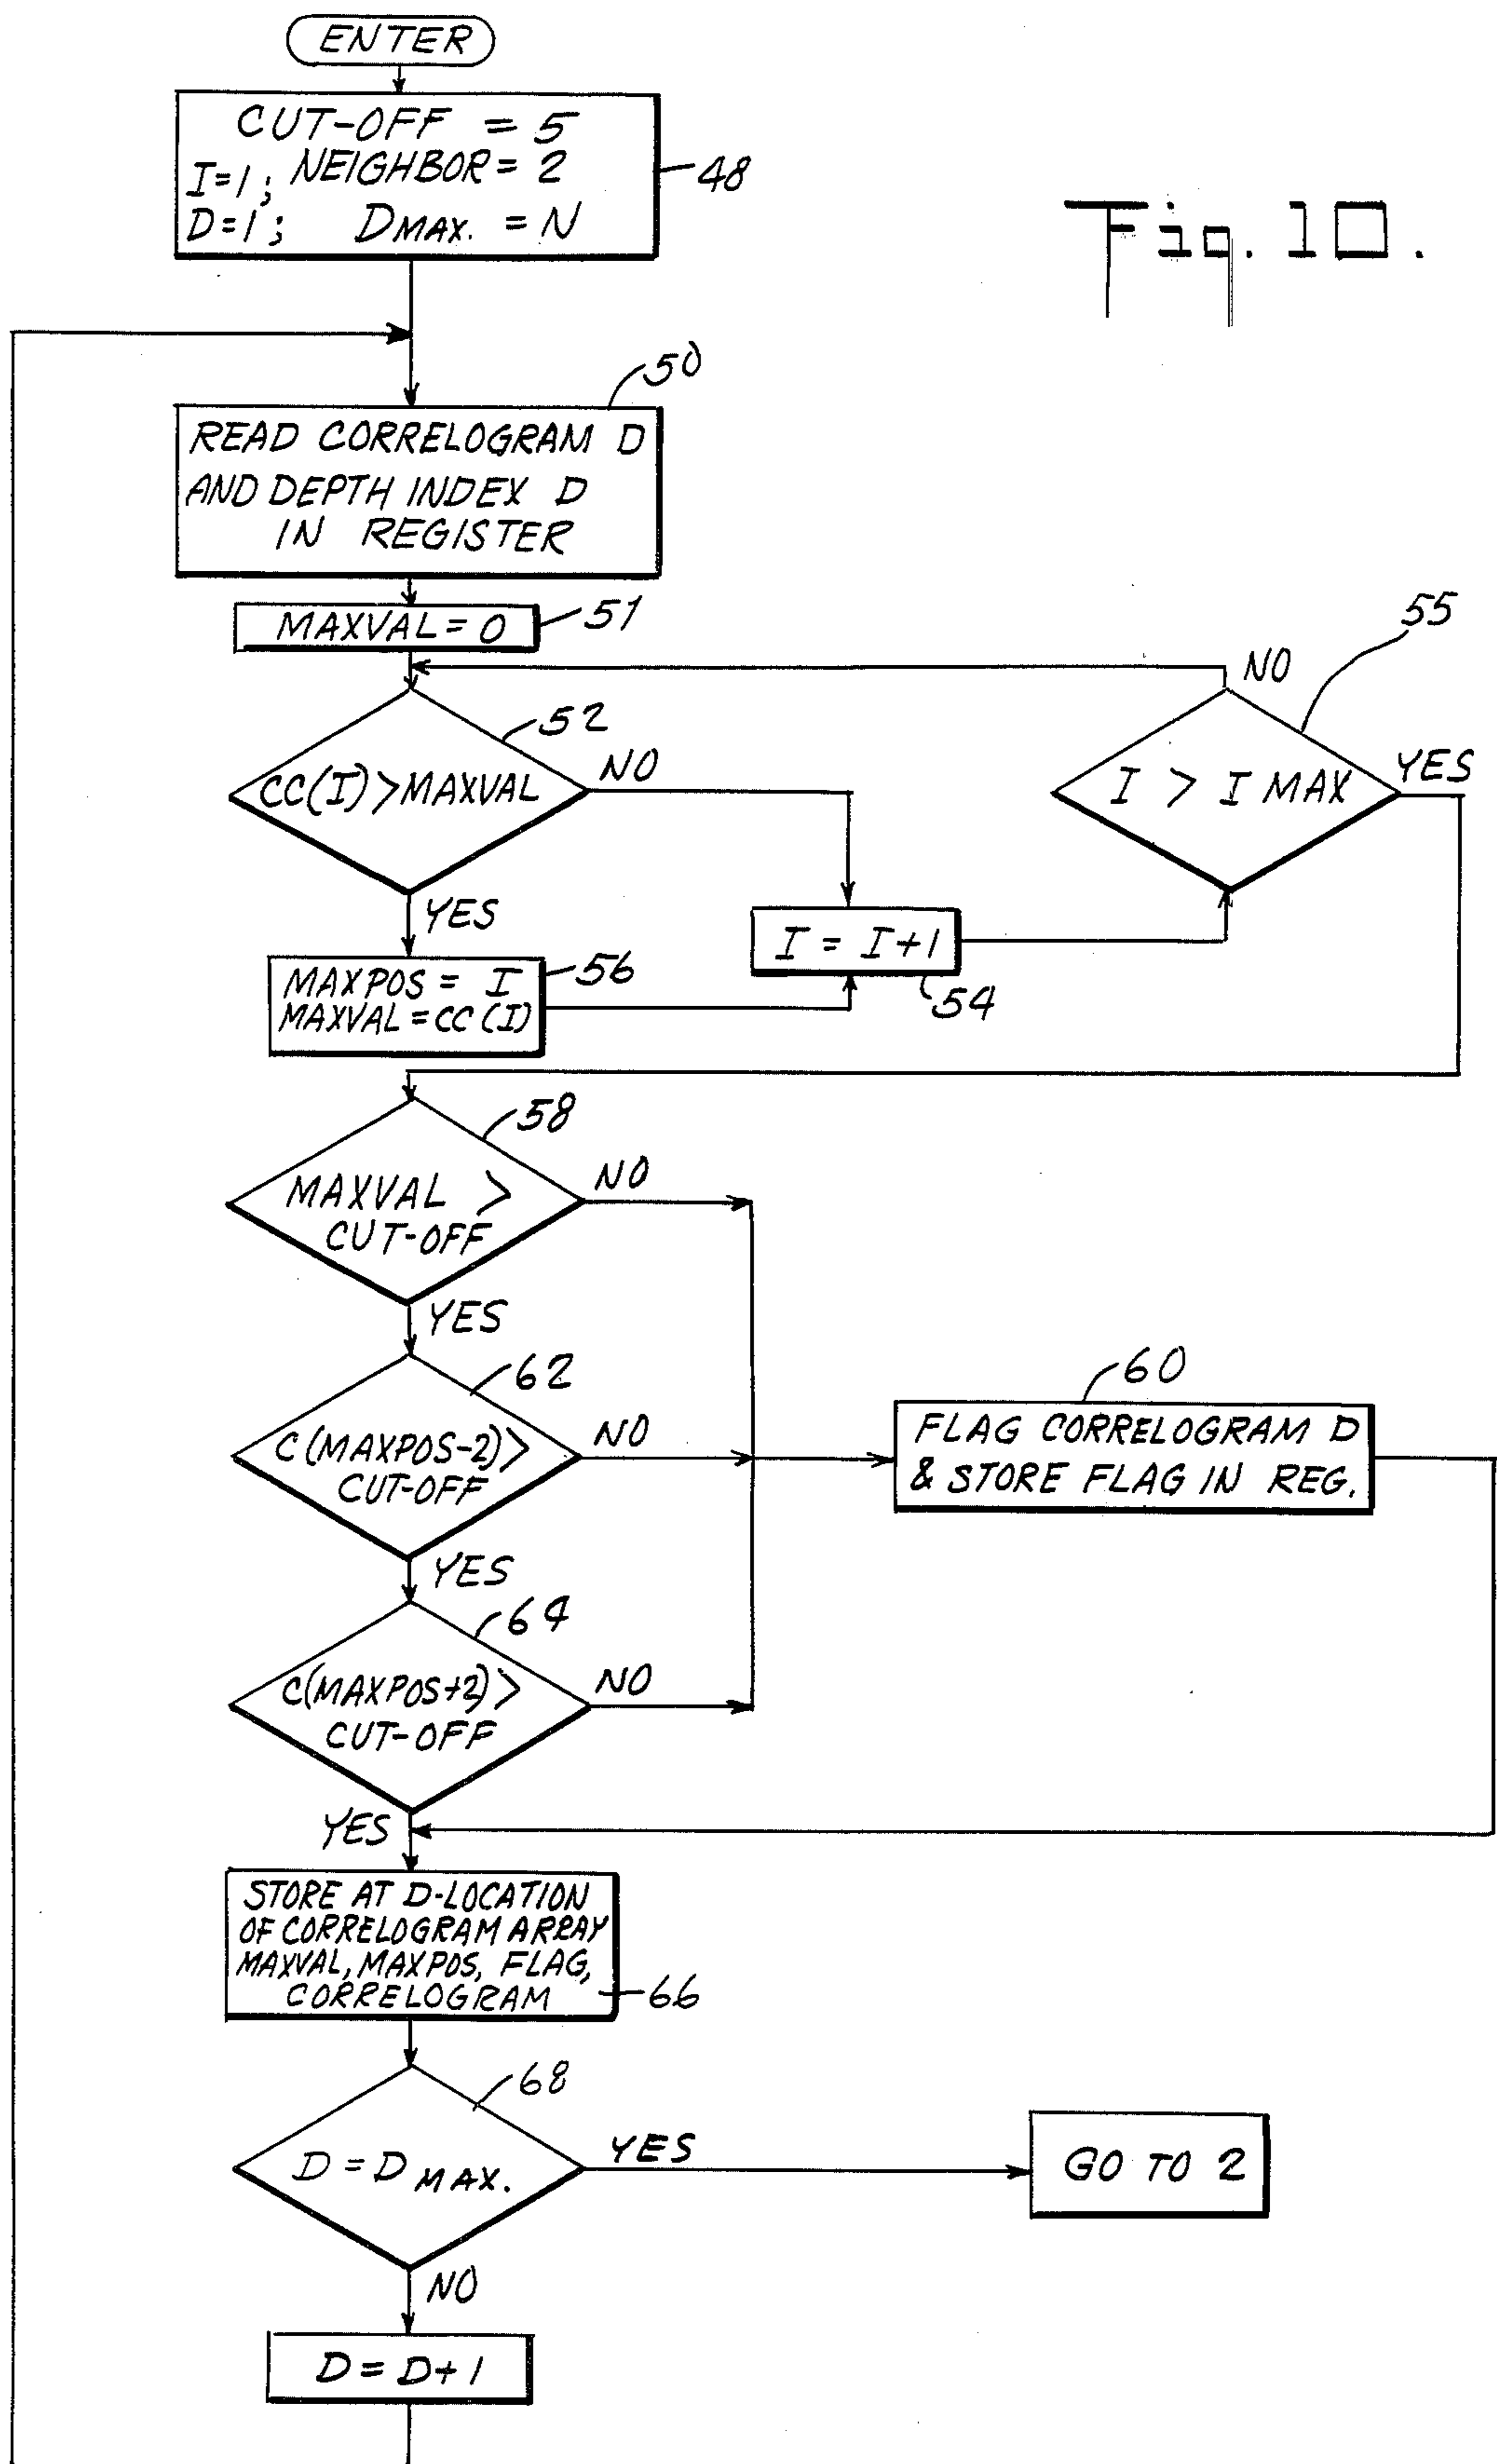 ENTER
CUT-OFF = 5
I=1; NEIGHBOR=2
D=1; DMAX. = N
48
Fig. 10.
50
READ CORRELOGRAM D
AND DEPTH INDEX D
IN REGISTER
MAXVAL=0
51
55
NO
52
CC(I)>MAXVAL
NO
I > I MAX
YES
YES
I = I+1
54
MAXPOS = I
MAXVAL=CC(I)
56
58
MAXVAL >
CUT-OFF
NO
YES
62
C(MAXPOS-2)>
CUT-OFF
NO
60
FLAG CORRELOGRAM D
& STORE FLAG IN REG.
YES
64
C(MAXPOS+2)>
CUT-OFF
NO
YES
STORE AT D-LOCATION
OF CORRELOGRAM ARRAY
MAXVAL, MAXPOS, FLAG,
CORRELOGRAM
66
68
D=D MAX.
YES
GO TO 2
NO
D=D+1